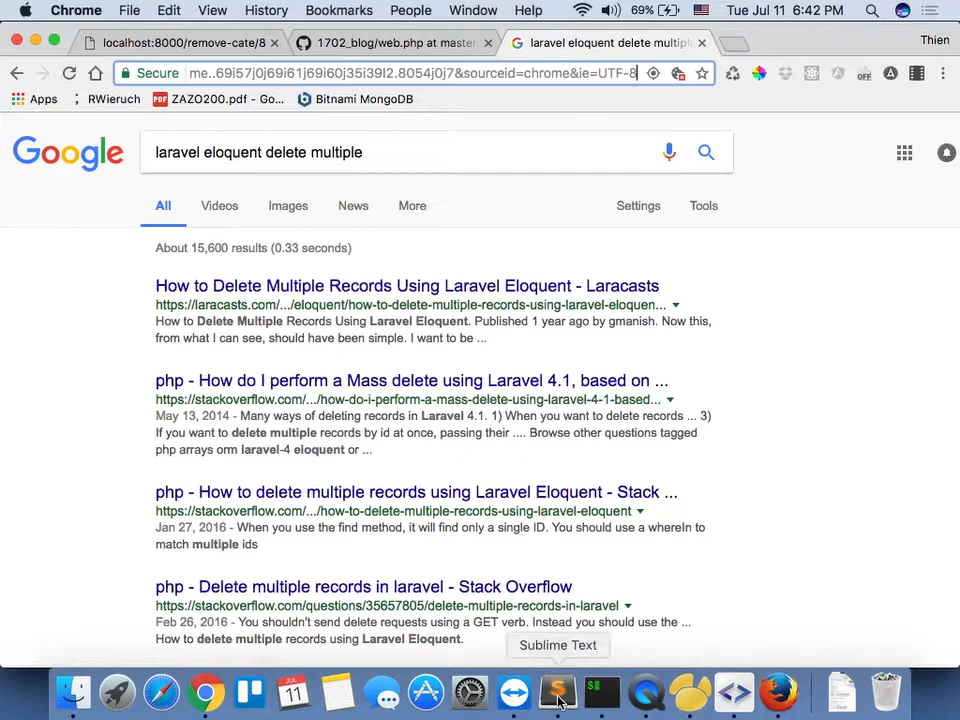 Chrome File Edit View History Bookmarks People Window Help 69% Tue Jul 11 6:42 PM
localhost:8000/remove-cate/8 × 1702_blog/web.php at master × laravel eloquent delete multiple × Thien
Secure me..69i57j0j69i61j69i60j35i39l2.8054j0j7&sourceid=chrome&ie=UTF-8 OFF
Apps RWieruch PDF ZAZO200.pdf - Go... Bitnami MongoDB
Google laravel eloquent delete multiple
All Videos Images News More Settings Tools
About 15,600 results (0.33 seconds)
How to Delete Multiple Records Using Laravel Eloquent - Laracasts
https://laracasts.com/.../eloquent/how-to-delete-multiple-records-using-laravel-eloquen...
How to Delete Multiple Records Using Laravel Eloquent. Published 1 year ago by gmanish. Now this,
from what I can see, should have been simple. I want to be ...
php - How do I perform a Mass delete using Laravel 4.1, based on ...
https://stackoverflow.com/.../how-do-i-perform-a-mass-delete-using-laravel-4-1-based...
May 13, 2014 - Many ways of deleting records in Laravel 4.1. 1) When you want to delete records ... 3)
If you want to delete multiple records by id at once, passing their .... Browse other questions tagged
php arrays orm laravel-4 eloquent or ...
php - How to delete multiple records using Laravel Eloquent - Stack ...
https://stackoverflow.com/.../how-to-delete-multiple-records-using-laravel-eloquent
Jan 27, 2016 - When you use the find method, it will find only a single ID. You should use a whereIn to
match multiple ids
php - Delete multiple records in laravel - Stack Overflow
https://stackoverflow.com/questions/35657805/delete-multiple-records-in-laravel
Feb 26, 2016 - You shouldn't send delete requests using a GET verb. Instead you should use the ...
How to delete multiple records using Laravel Eloquent.
Sublime Text
JUL
11